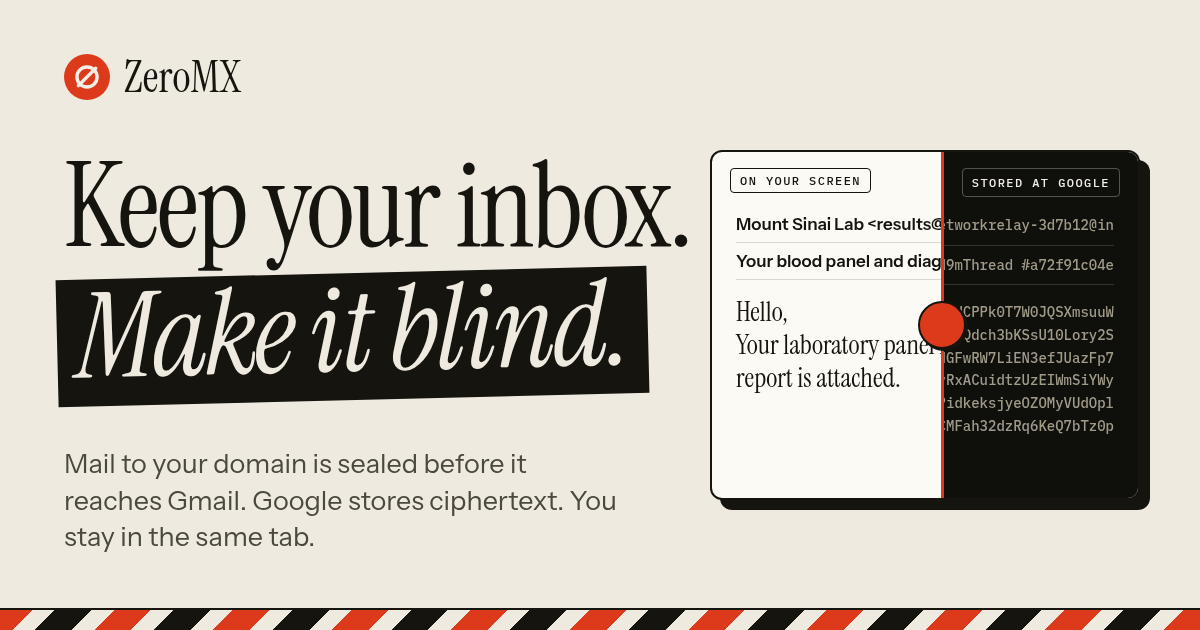 ZeroMX
Keep your inbox.
Make it blind.
Mail to your domain is sealed before it
reaches Gmail. Google stores ciphertext. You
stay in the same tab.
ON YOUR SCREEN
Mount Sinai Lab <results@
Your blood panel and diag
Hello,
Your laboratory panel
report is attached.
STORED AT GOOGLE
tworkrelay-3d7b12@in
9mThread #a72f91c04e
CPPk0T7W0JQSXmsuuW
Qdch3bKSsU10Lory2S
GFwRW7LiEN3efJUazFp7
RxACuidtzUzEIWmSiYWy
idkeksjyeOZOMyVUdOpl
MFah32dzRq6KeQ7bTz0p